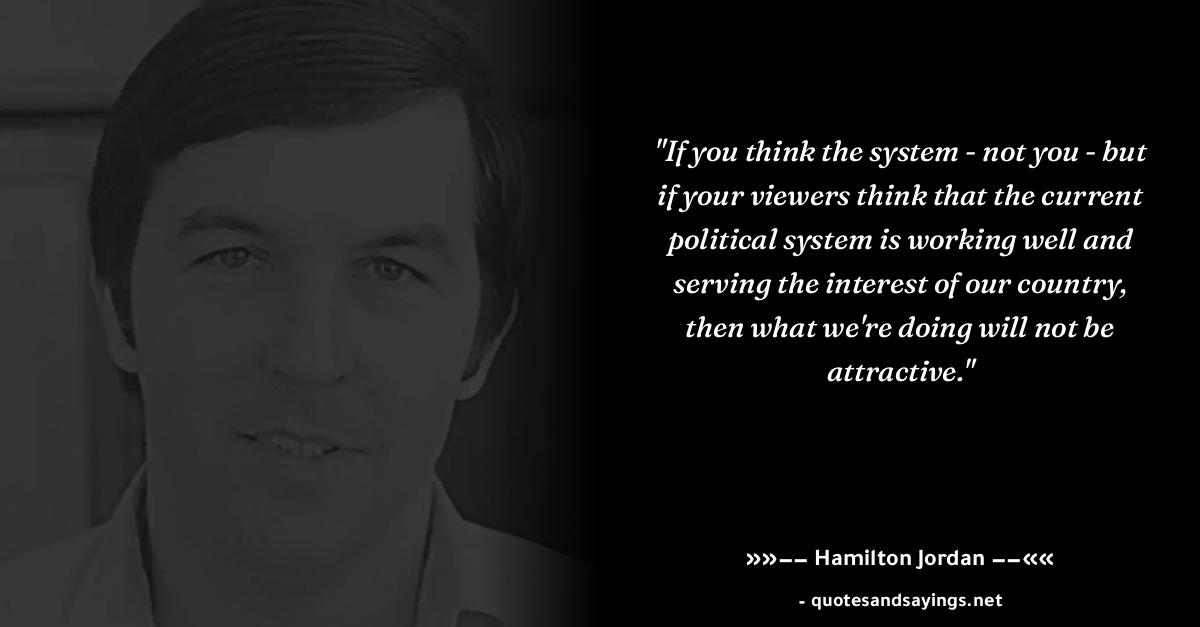 "If you think the system - not you - but
if your viewers think that the current
political system is working well and
serving the interest of our country,
then what we're doing will not be
attractive."
»»−− Hamilton Jordan −−««
- quotesandsayings.net